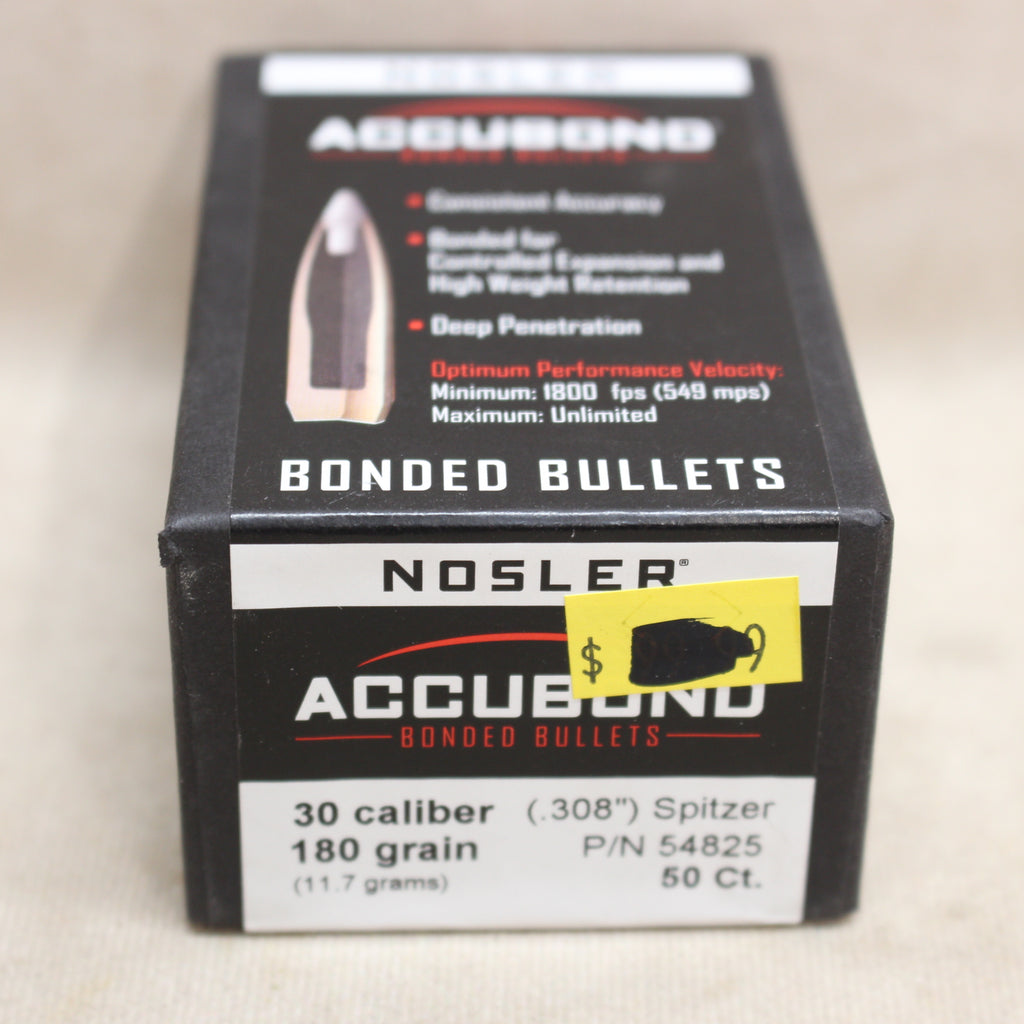 NOSLER
ACCUBOND
BONDED BULLETS
Consistent Accuracy
Bonded for
Controlled Expansion and
High Weight Retention
Deep Penetration
Optimum Performance Velocity:
Minimum: 1800 fps (549 mps)
Maximum: Unlimited
BONDED BULLETS
NOSLER®
$ 9
ACCUBOND
BONDED BULLETS
30 caliber (.308") Spitzer
180 grain P/N 54825
(11.7 grams) 50 Ct.